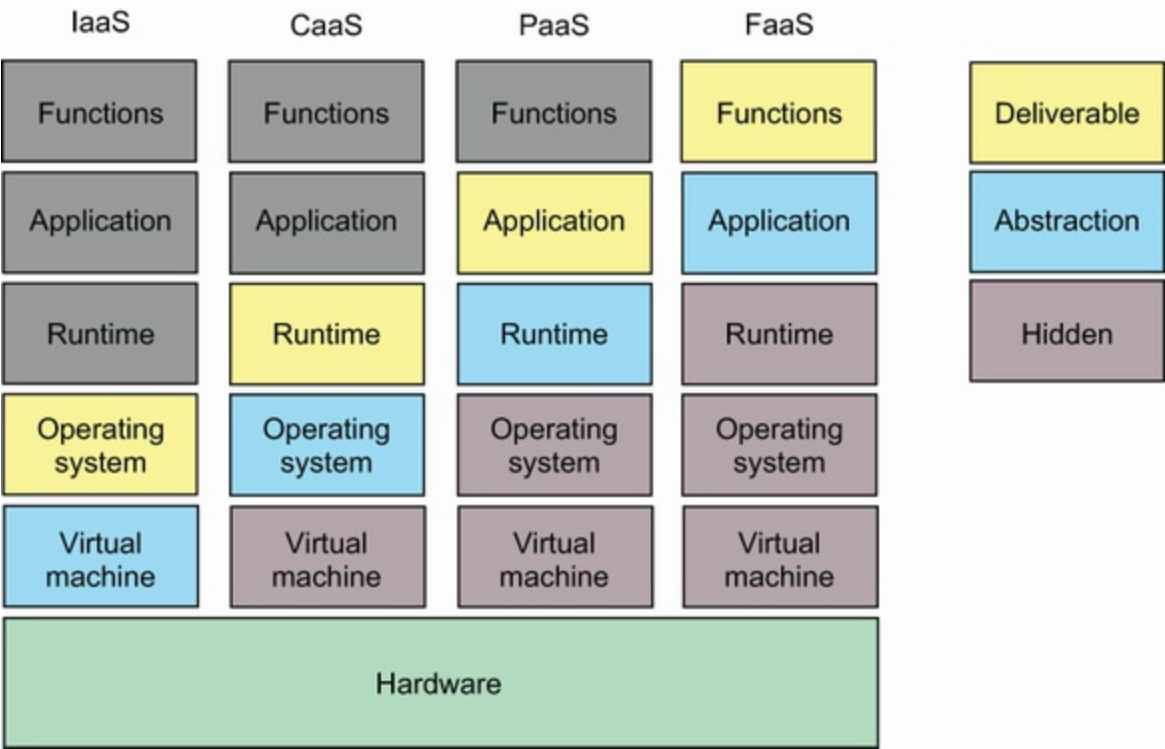 IaaS CaaS PaaS FaaS
Functions Functions Functions Functions Deliverable
Application Application Application Application Abstraction
Runtime Runtime Runtime Runtime Hidden
Operating Operating Operating Operating
system system system system
Virtual Virtual Virtual Virtual
machine machine machine machine
Hardware